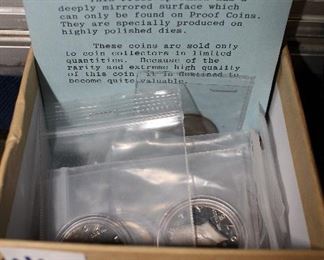 deeply mirrored surface which
can only be found on Proof Coins.
They are specially produced on
highly polished dies.
These coins are sold only
to coin collectors in limited
quantities. Because of the
rarity and extreme high quality
of this coin, it is destined to
become quite valuable.